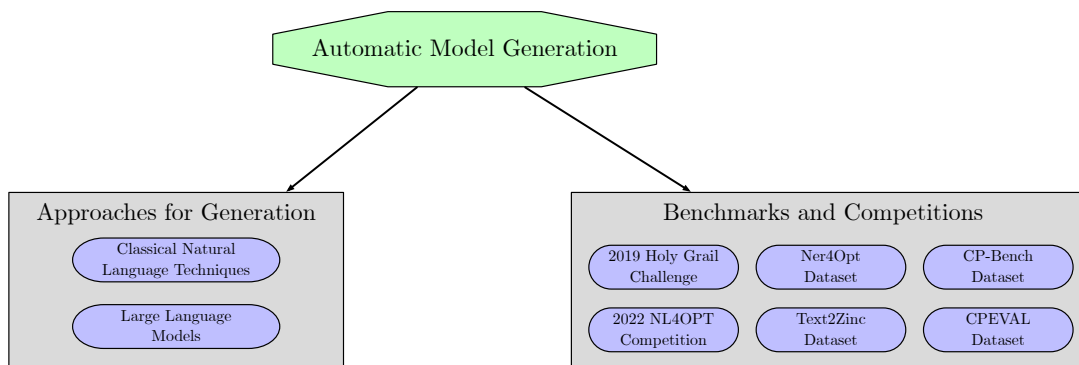 Automatic Model Generation
Approaches for Generation
Classical Natural
Language Techniques
Large Language
Models
Benchmarks and Competitions
2019 Holy Grail
Challenge
Ner4Opt
Dataset
CP-Bench
Dataset
2022 NL4OPT
Competition
Text2Zinc
Dataset
CPEVAL
Dataset